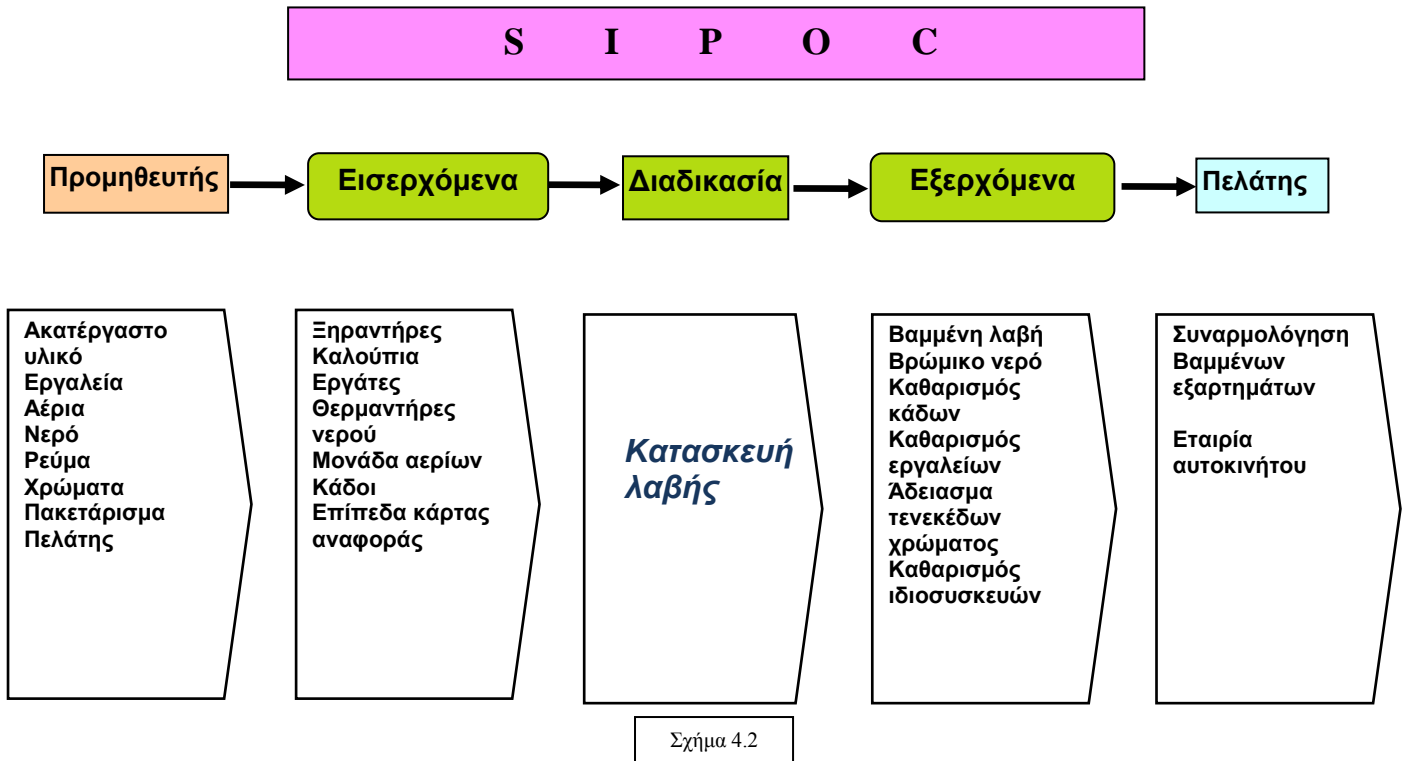 S I P O C
Προμηθευτής
Εισερχόμενα
Διαδικασία
Εξερχόμενα
Πελάτης
Ακατέργαστο
υλικό
Εργαλεία
Αέρια
Νερό
Ρεύμα
Χρώματα
Πακετάρισμα
Πελάτης
Ξηραντήρες
Καλούπια
Εργάτες
Θερμαντήρες
νερού
Μονάδα αερίων
Κάδοι
Επίπεδα κάρτας
αναφοράς
Κατασκευή
λαβής
Βαμμένη λαβή
Βρώμικο νερό
Καθαρισμός
κάδων
Καθαρισμός
εργαλείων
Άδειασμα
τενεκέδων
χρώματος
Καθαρισμός
ιδιοσυσκευών
Συναρμολόγηση
Βαμμένων
εξαρτημάτων
Εταιρία
αυτοκινήτου
Σχήμα 4.2